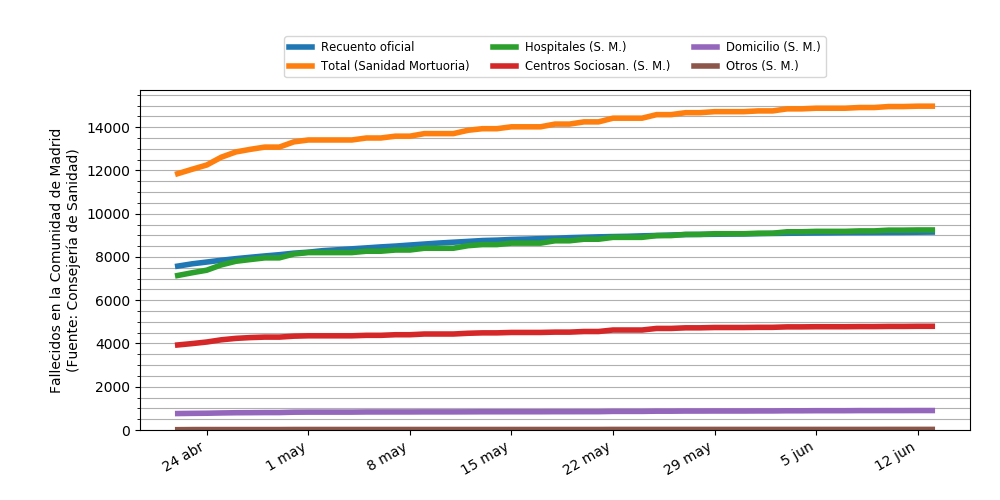 Recuento oficial
Total (Sanidad Mortuoria)
Hospitales (S. M.)
Centros Sociosan. (S. M.)
Domicilio (S. M.)
Otros (S. M.)
Fallecidos en la Comunidad de Madrid
(Fuente: Consejería de Sanidad)
14000
12000
10000
8000
6000
4000
2000
0
24 abr
1 may
8 may
15 may
22 may
29 may
5 jun
12 jun